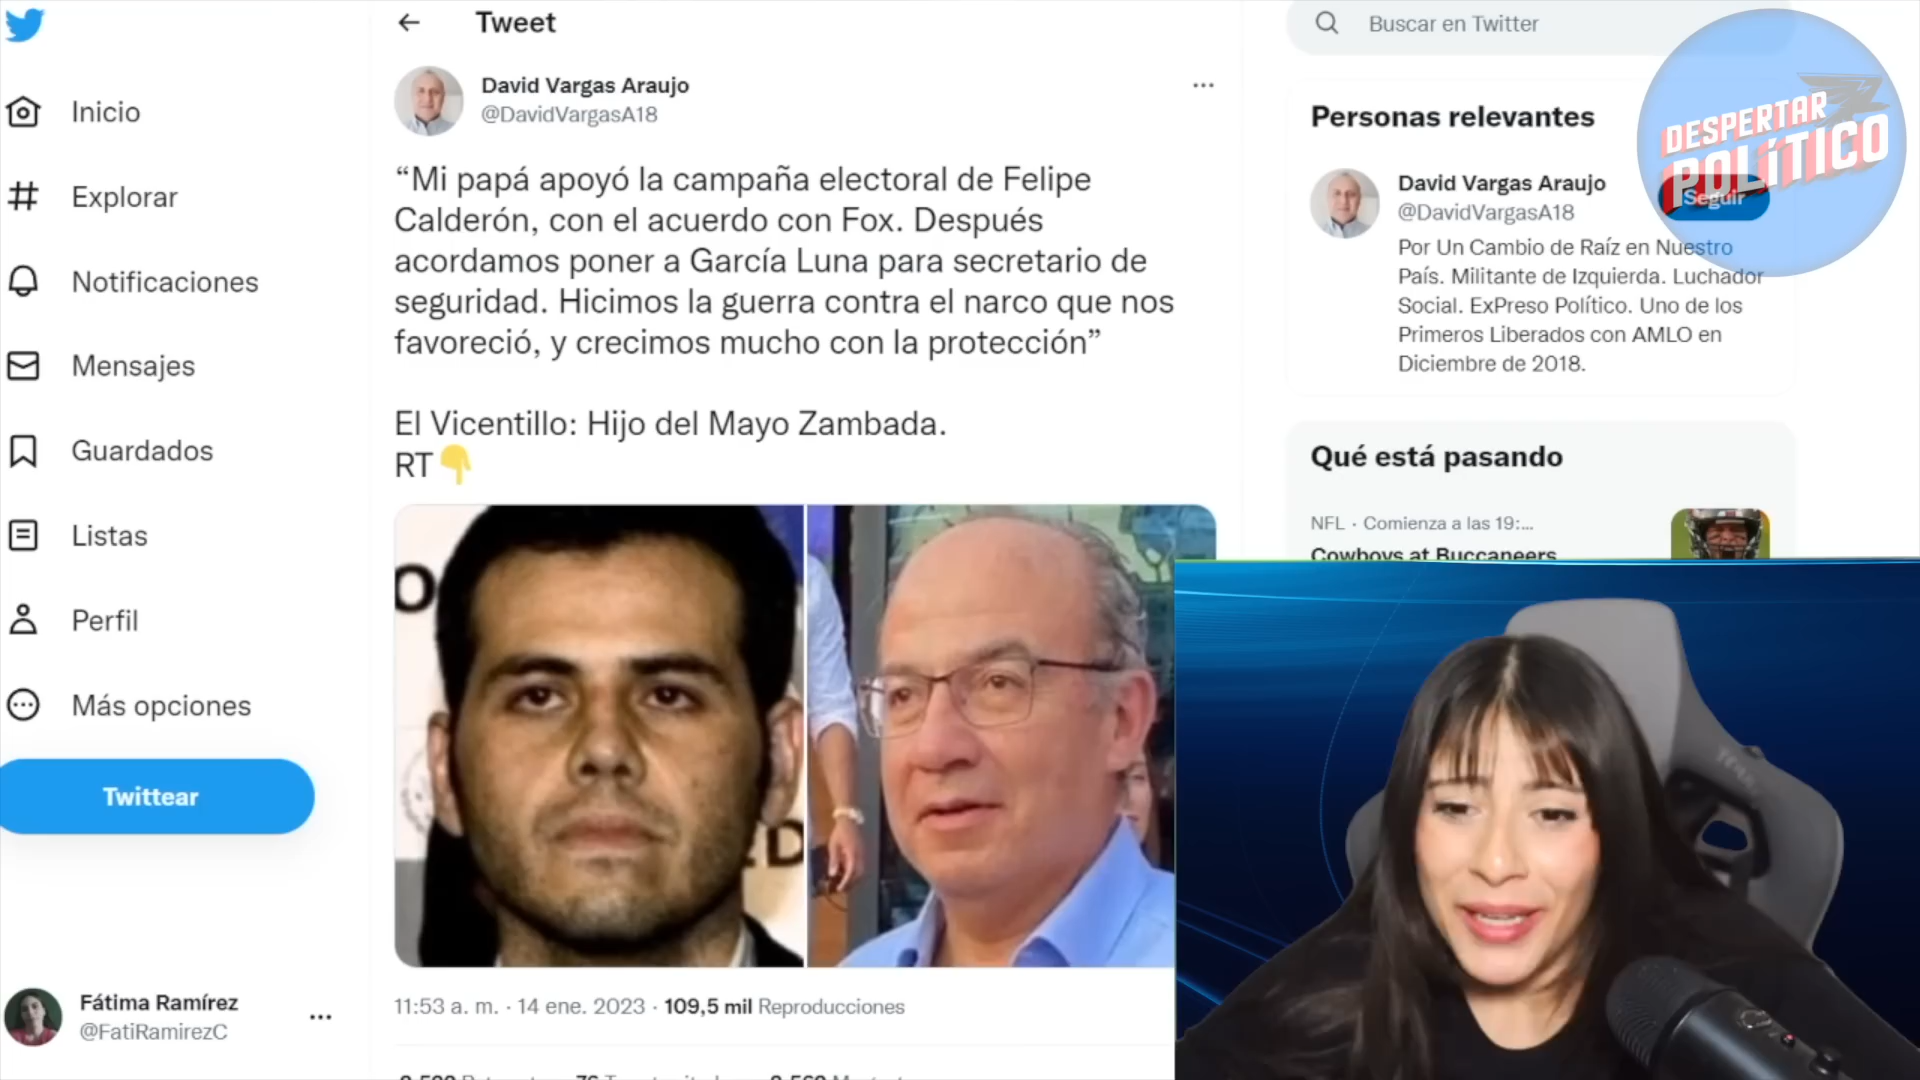 Tweet
Buscar en Twitter
Inicio
Explorar
Notificaciones
Mensajes
Guardados
Listas
Perfil
Más opciones
Twittear
Fátima Ramírez
@FatiRamirezC
David Vargas Araujo
@DavidVargasA18
“Mi papá apoyó la campaña electoral de Felipe
Calderón, con el acuerdo con Fox. Después
acordamos poner a García Luna para secretario de
seguridad. Hicimos la guerra contra el narco que nos
favoreció, y crecimos mucho con la protección”
El Vicentillo: Hijo del Mayo Zambada.
RT
11:53 a. m. · 14 ene. 2023 · 109,5 mil Reproducciones
Personas relevantes
David Vargas Araujo
@DavidVargasA18
Seguir
Por Un Cambio de Raíz en Nuestro
País. Militante de Izquierda. Luchador
Social. ExPreso Político. Uno de los
Primeros Liberados con AMLO en
Diciembre de 2018.
Qué está pasando
NFL · Comienza a las 19:...
Cowboys at Buccaneers
DESPERTAR
POLÍTICO